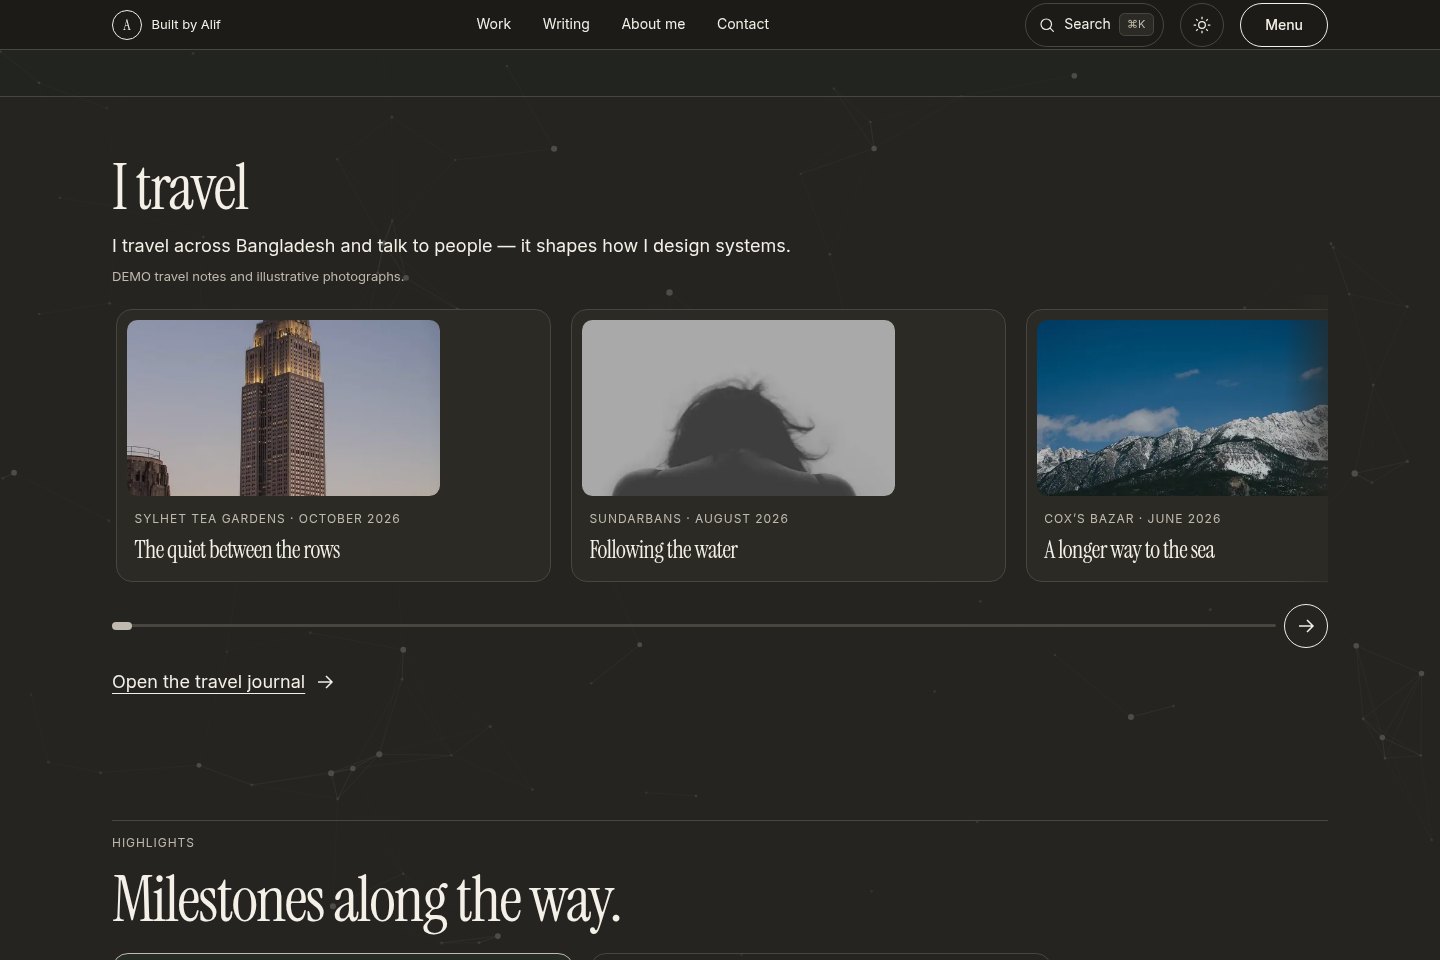 A Built by Alif
Work Writing About me Contact
Search ⌘K
Menu
I travel
I travel across Bangladesh and talk to people — it shapes how I design systems.
DEMO travel notes and illustrative photographs.
SYLHET TEA GARDENS · OCTOBER 2026
The quiet between the rows
SUNDARBANS · AUGUST 2026
Following the water
COX’S BAZAR · JUNE 2026
A longer way to the sea
Open the travel journal →
HIGHLIGHTS
Milestones along the way.